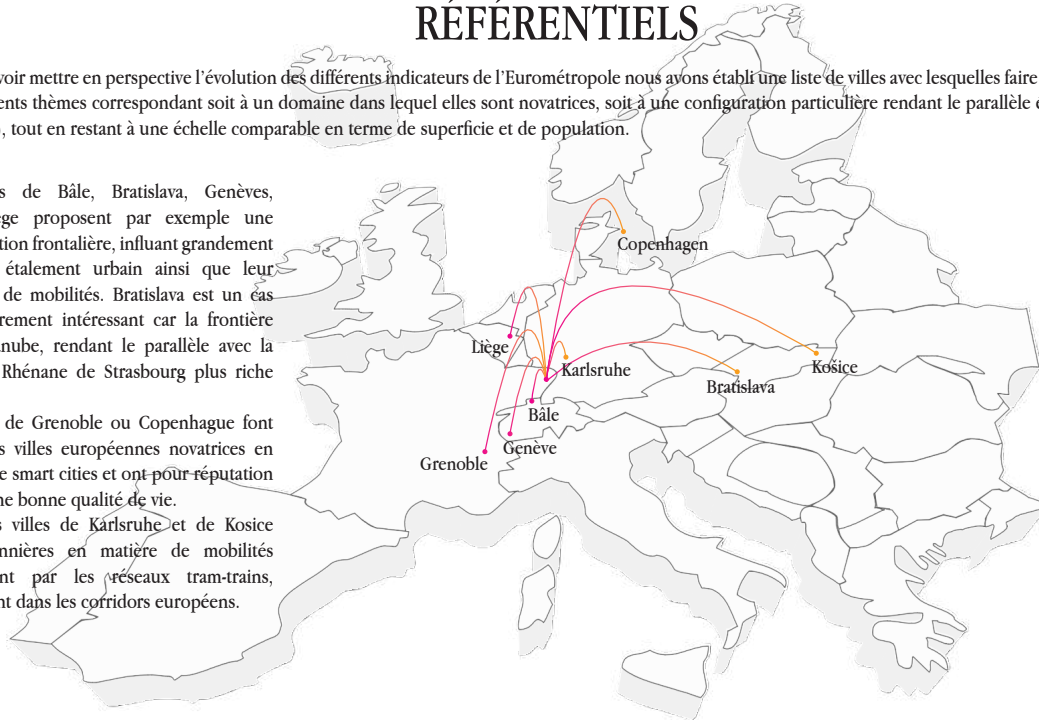 RÉFÉRENTIELS
voir mettre en perspective l'évolution des différents indicateurs de l'Eurométropole nous avons établi une liste de villes avec lesquelles faire
ents thèmes correspondant soit à un domaine dans lequel elles sont novatrices, soit à une configuration particulière rendant le parallèle
, tout en restant à une échelle comparable en terme de superficie et de population.
s de Bâle, Bratislava, Genèves,
ège proposent par exemple une
tion frontalière, influant grandement
étalement urbain ainsi que leur
de mobilités. Bratislava est un cas
rement intéressant car la frontière
anube, rendant le parallèle avec la
Rhénane de Strasbourg plus riche
de Grenoble ou Copenhague font
s villes européennes novatrices en
e smart cities et ont pour réputation
ne bonne qualité de vie.
s villes de Karlsruhe et de Kosice
nnières en matière de mobilités
nt par les réseaux tram-trains,
nt dans les corridors européens.
Copenhagen
Liège
Karlsruhe
Košice
Bratislava
Bâle
Genève
Grenoble